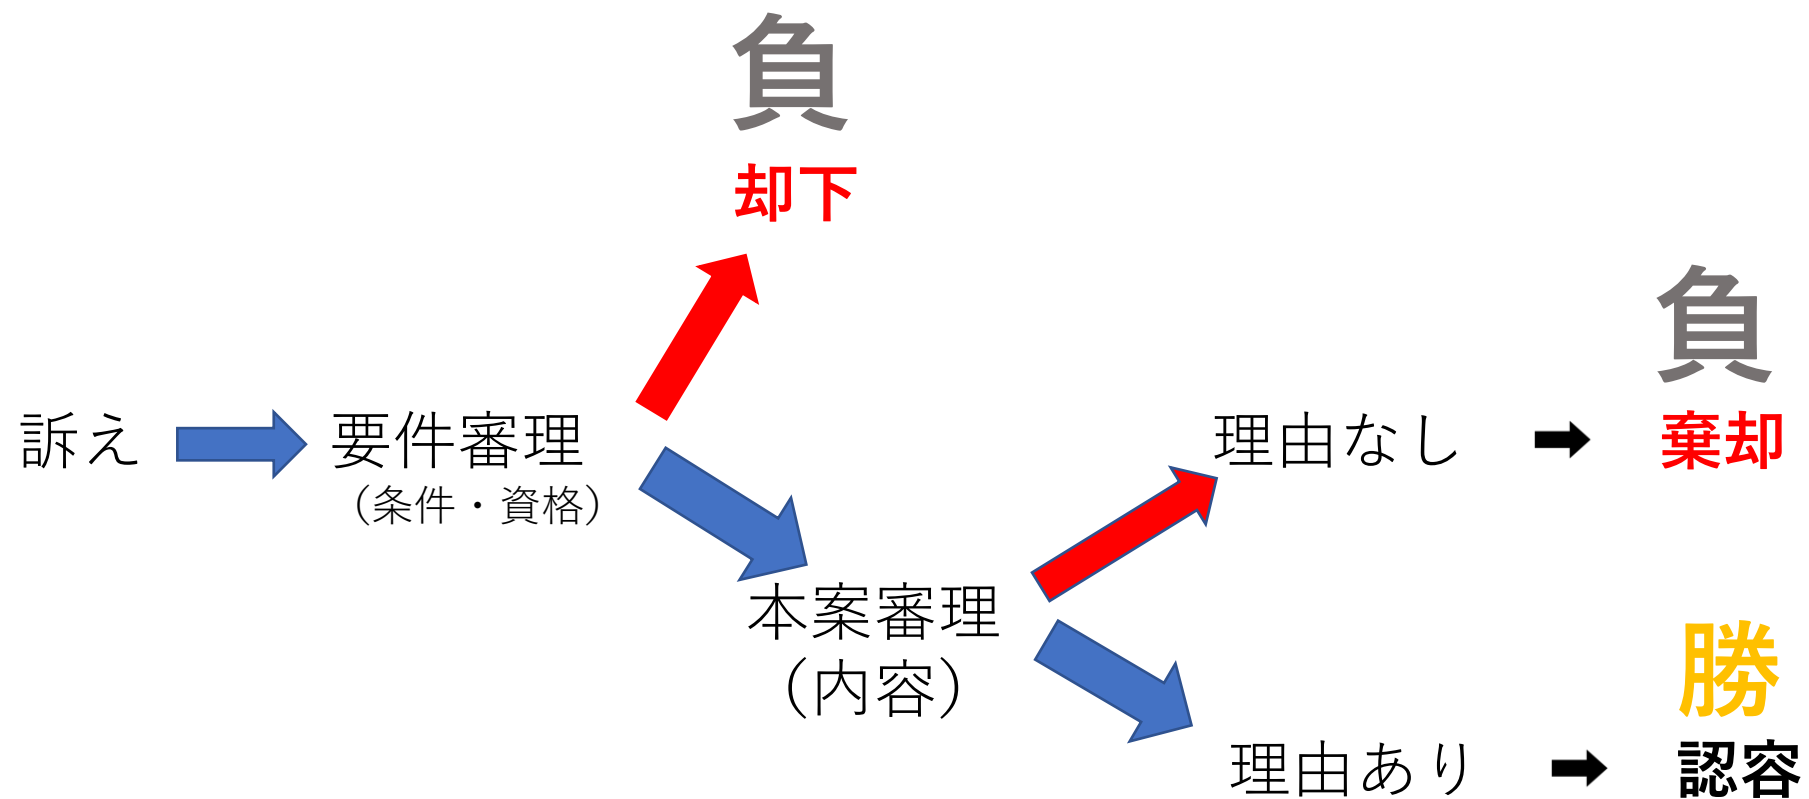 負
却下
訴え
要件審理
（条件・資格）
本案審理
（内容）
理由なし
負
棄却
理由あり
勝
認容